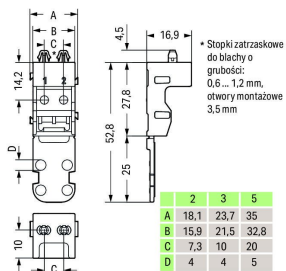 A
B
C
*
1 2
14,2
D
10
C
4,5
16,9
27,8
52,8
25
* Stopki zatrzaskowe
do blachy o
grubości:
0,6 ... 1,2 mm,
otwory montażowe
3,5 mm
2 3 5
A 18,1 23,7 35
B 15,9 21,5 32,8
C 7,3 10 20
D 4 4 5